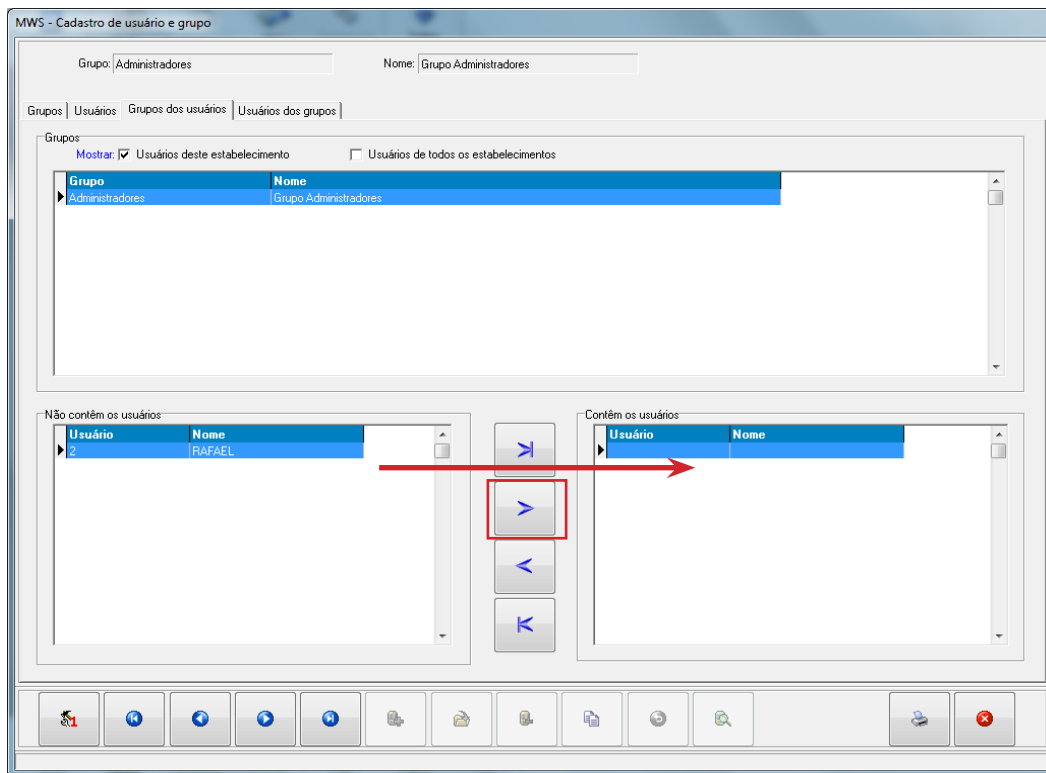 MWS - Cadastro de usuário e grupo
Grupo: Administradores Nome: Grupo Administradores
Grupos Usuários Grupos dos usuários Usuários dos grupos
Grupos
Mostrar: Usuários deste estabelecimento Usuários de todos os estabelecimentos
Grupo Nome
Administradores Grupo Administradores
Não contêm os usuários Contêm os usuários
Usuário Nome Usuário Nome
2 RAFAEL
1